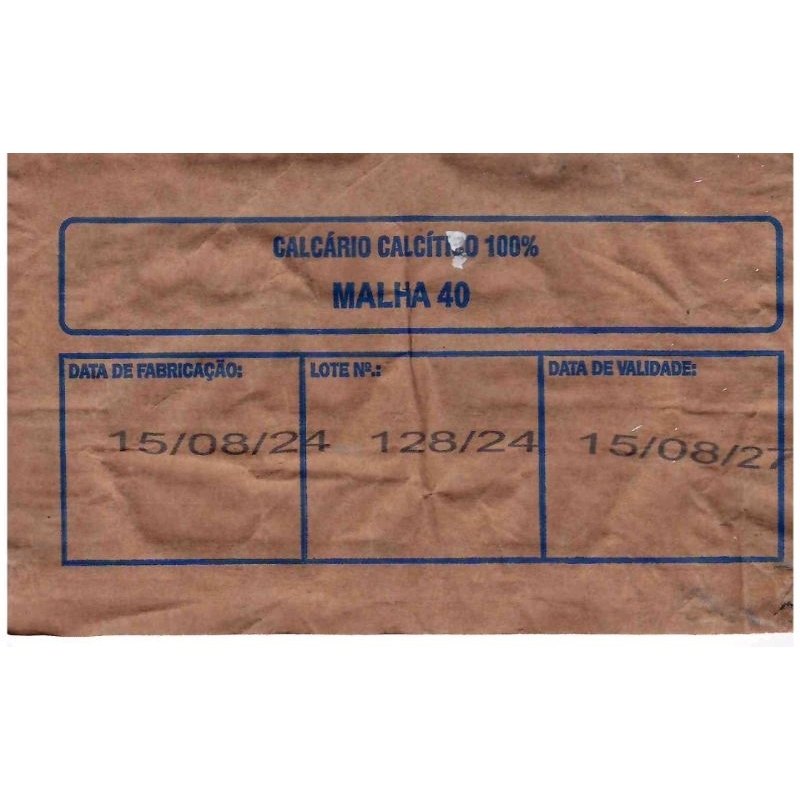 CALCÁRIO CALCÍTICO 100%
MALHA 40
DATA DE FABRICAÇÃO: LOTE Nº.: DATA DE VALIDADE:
15/08/24 128/24 15/08/27